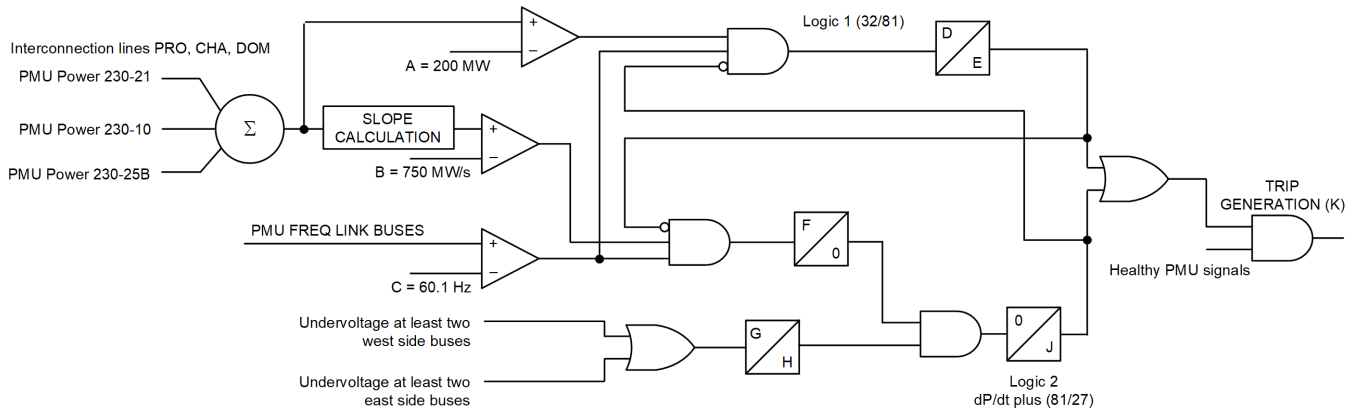 Interconnection lines PRO, CHA, DOM
PMU Power 230-21
PMU Power 230-10
PMU Power 230-25B
Σ
SLOPE
CALCULATION
+
−
A = 200 MW
+
−
B = 750 MW/s
PMU FREQ LINK BUSES
+
−
C = 60.1 Hz
Undervoltage at least two
west side buses
Undervoltage at least two
east side buses
Logic 1 (32/81)
D
E
F
0
G
H
0
J
Logic 2
dP/dt plus (81/27)
TRIP
GENERATION (K)
Healthy PMU signals